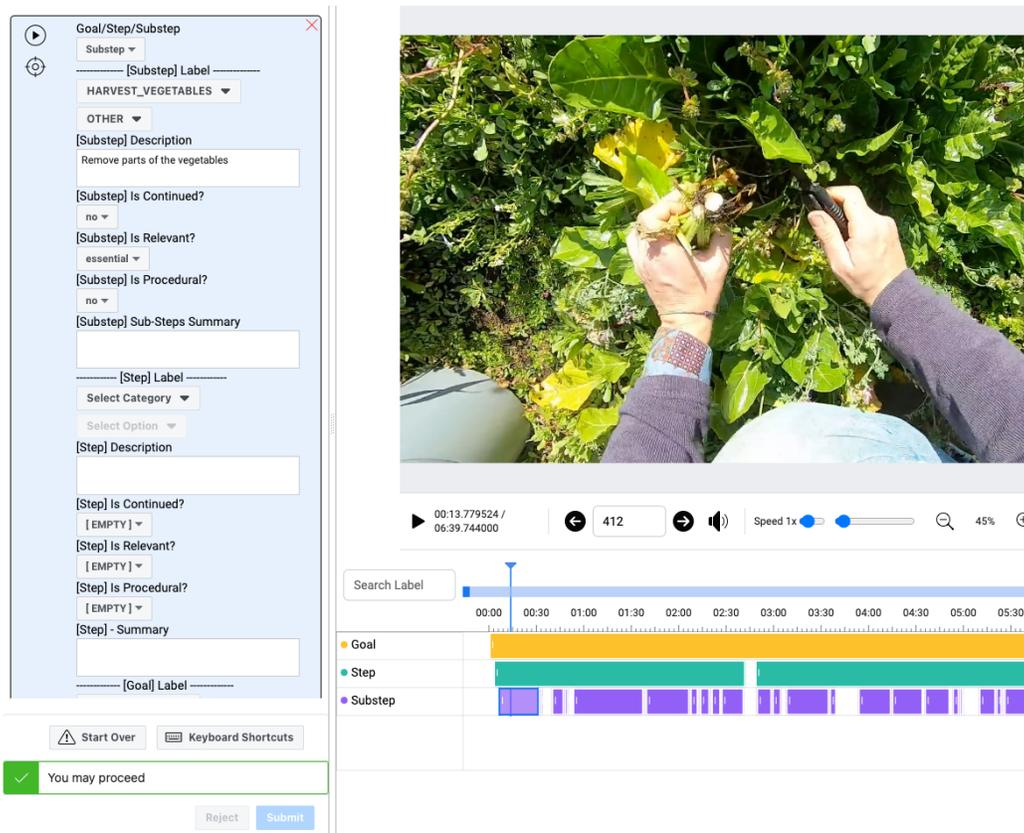 Goal/Step/Substep
Substep
------------- [Substep] Label -------------
HARVEST_VEGETABLES
OTHER
[Substep] Description
Remove parts of the vegetables
[Substep] Is Continued?
no
[Substep] Is Relevant?
essential
[Substep] Is Procedural?
no
[Substep] Sub-Steps Summary
------------ [Step] Label -----------
Select Category
Select Option
[Step] Description
[Step] Is Continued?
[ EMPTY ]
[Step] Is Relevant?
[ EMPTY ]
[Step] Is Procedural?
[ EMPTY ]
[Step] - Summary
------------ [Goal] Label ------------
Start Over
Keyboard Shortcuts
You may proceed
Reject
Submit
00:13.779524 /
06:39.744000
412
Speed 1x
45%
Search Label
00:00 00:30 01:00 01:30 02:00 02:30 03:00 03:30 04:00 04:30 05:00 05:30
Goal
Step
Substep